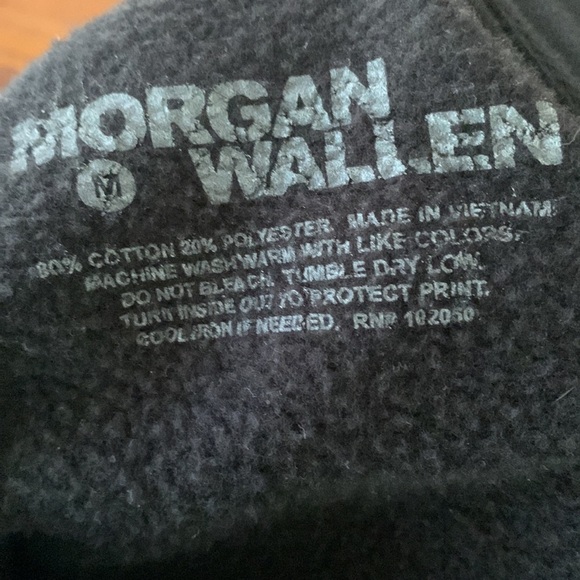 MORGAN
M WALLEN
80% COTTON 20% POLYESTER. MADE IN VIETNAM
MACHINE WASH WARM WITH LIKE COLORS.
DO NOT BLEACH. TUMBLE DRY LOW.
TURN INSIDE OUT TO PROTECT PRINT.
COOL IRON IF NEEDED. RN# 102060